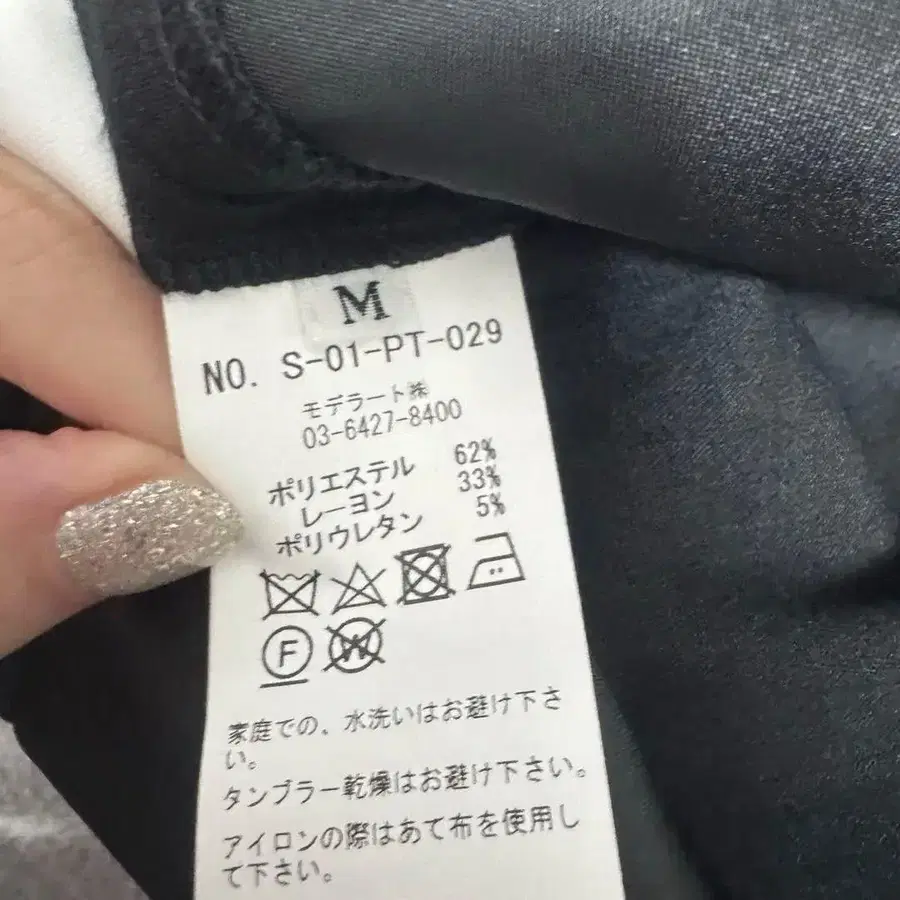 M
NO. S-01-PT-029
モデラート㈱
03-6427-8400
ポリエステル 62%
レーヨン 33%
ポリウレタン 5%
F W
家庭での、水洗いはお避け下さ
い。
タンブラー乾燥はお避け下さい。
アイロンの際はあて布を使用し
て下さい。